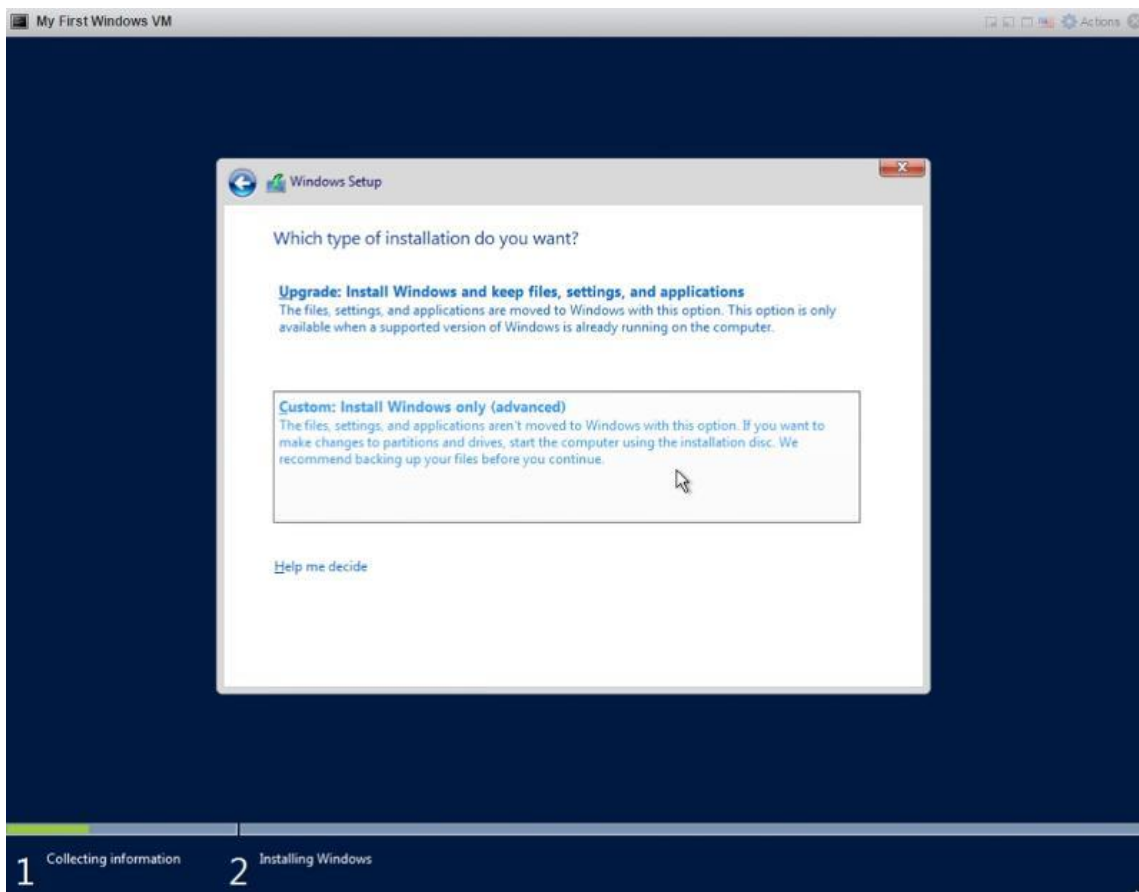 My First Windows VM
Actions
Windows Setup
Which type of installation do you want?
Upgrade: Install Windows and keep files, settings, and applications
The files, settings, and applications are moved to Windows with this option. This option is only
available when a supported version of Windows is already running on the computer.
Custom: Install Windows only (advanced)
The files, settings, and applications aren't moved to Windows with this option. If you want to
make changes to partitions and drives, start the computer using the installation disc. We
recommend backing up your files before you continue.
Help me decide
1 Collecting information
2 Installing Windows